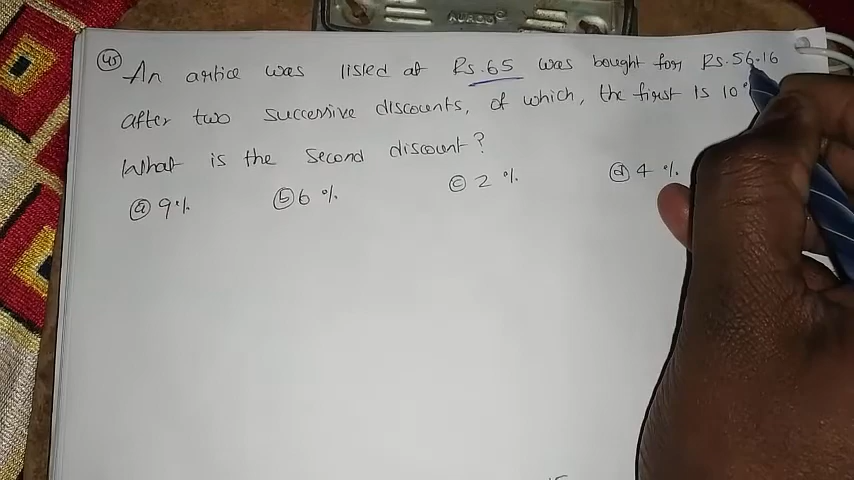 45 An artice was listed at Rs.65 was bought for Rs.56.16
after two successive discounts, of which, the first is 10%
What is the second discount?
a 9% b 6% c 2% d 4%